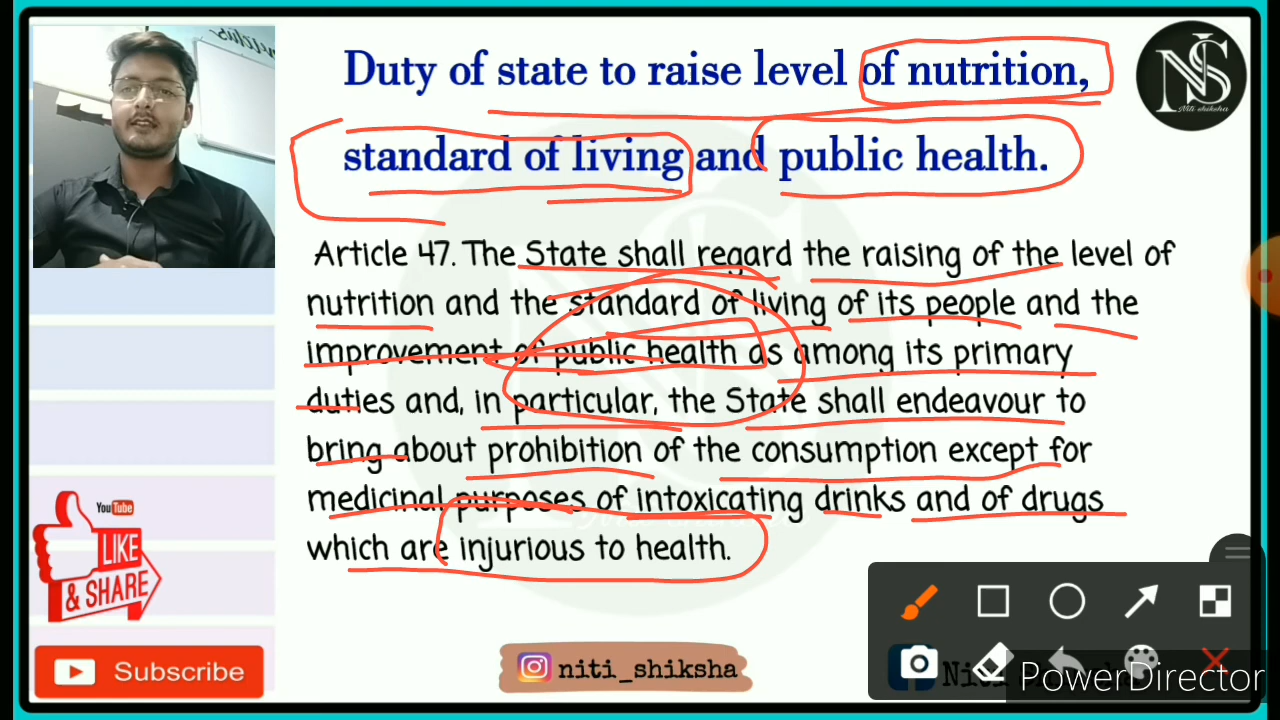 Duty of state to raise level of nutrition,
standard of living and public health.
NS
Niti shiksha
Article 47. The State shall regard the raising of the level of
nutrition and the standard of living of its people and the
improvement of public health as among its primary
duties and, in particular, the State shall endeavour to
bring about prohibition of the consumption except for
medicinal purposes of intoxicating drinks and of drugs
which are injurious to health.
YouTube
LIKE
& SHARE
Subscribe
niti_shiksha
PowerDirector